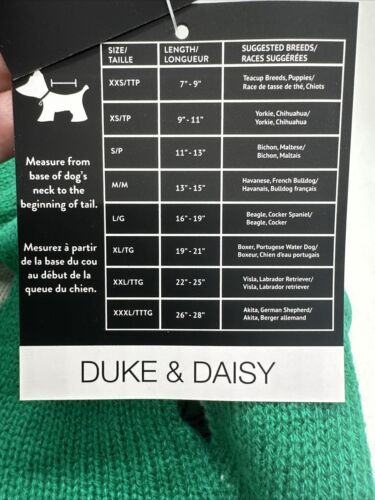 SIZE/ LENGTH/ SUGGESTED BREEDS/
TAILLE LONGUEUR RACES SUGGÉRÉES
XXS/TTP 7" - 9" Teacup Breeds, Puppies/
Race de tasse de thé, Chiots
XS/TP 9" - 11" Yorkie, Chihuahua/
Yorkie, Chihuahua
S/P 11" - 13" Bichon, Maltese/
Bichon, Maltais
M/M 13" - 15" Havanese, French Bulldog/
Havanais, Bulldog français
L/G 16" - 19" Beagle, Cocker Spaniel/
Beagle, Cocker
XL/TG 19" - 21" Boxer, Portugese Water Dog/
Boxeur, Chien d'eau portugais
XXL/TTG 22" - 25" Visla, Labrador Retriever/
Visla, Labrador retriever
XXXL/TTTG 26" - 28" Akita, German Shepherd/
Akita, Berger allemand
Measure from
base of dog's
neck to the
beginning of tail.
Mesurez à partir
de la base du cou
au début de la
queue du chien.
DUKE & DAISY